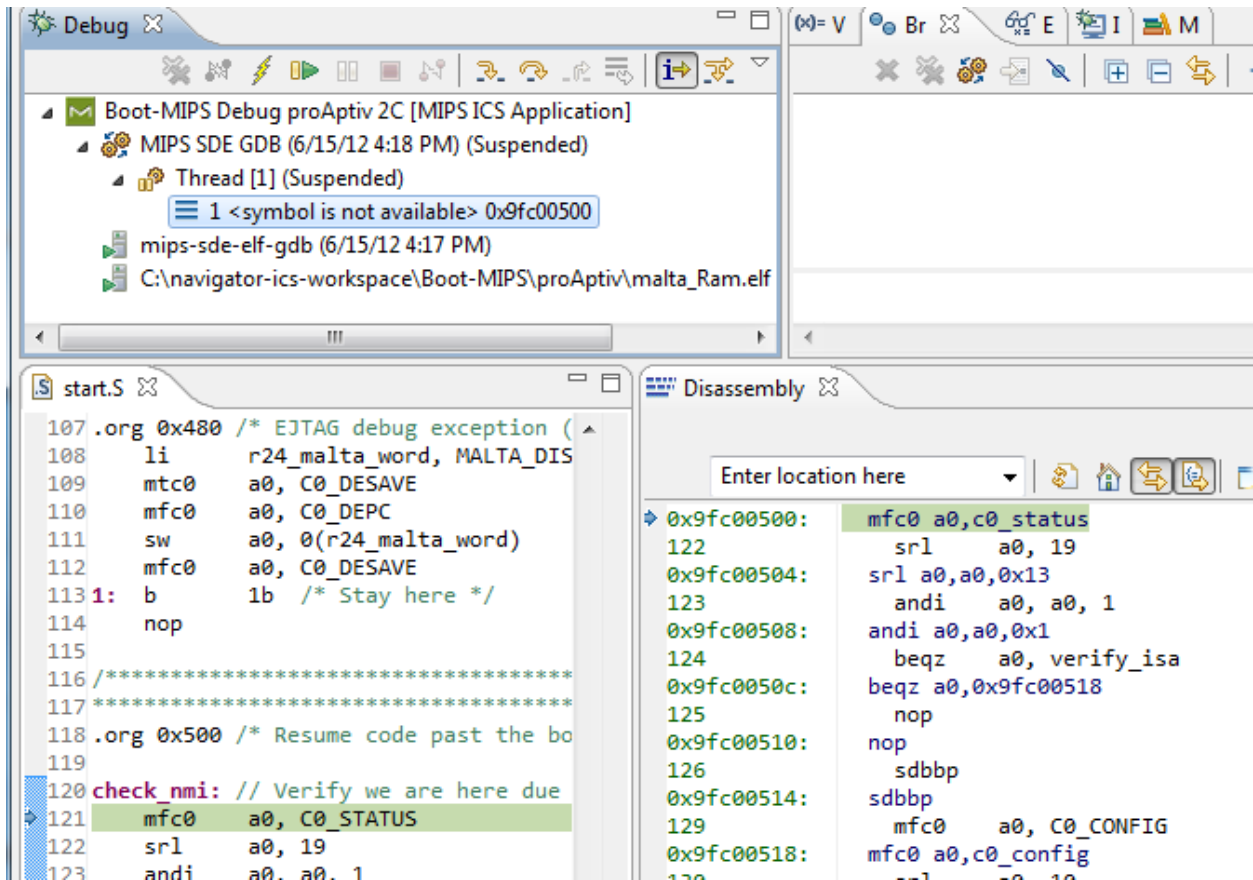 Debug
(x)= V
Br
E
I
M
Boot-MIPS Debug proAptiv 2C [MIPS ICS Application]
MIPS SDE GDB (6/15/12 4:18 PM) (Suspended)
Thread [1] (Suspended)
1 <symbol is not available> 0x9fc00500
mips-sde-elf-gdb (6/15/12 4:17 PM)
C:\navigator-ics-workspace\Boot-MIPS\proAptiv\malta_Ram.elf
start.S
107 .org 0x480 /* EJTAG debug exception (
108 li r24_malta_word, MALTA_DIS
109 mtc0 a0, C0_DESAVE
110 mfc0 a0, C0_DEPC
111 sw a0, 0(r24_malta_word)
112 mfc0 a0, C0_DESAVE
113 1: b 1b /* Stay here */
114 nop
115
116 /*************************************
117 **************************************
118 .org 0x500 /* Resume code past the bo
119
120 check_nmi: // Verify we are here due
121 mfc0 a0, C0_STATUS
122 srl a0, 19
123 andi a0, a0, 1
Disassembly
Enter location here
0x9fc00500: mfc0 a0,c0_status
122 srl a0, 19
0x9fc00504: srl a0,a0,0x13
123 andi a0, a0, 1
0x9fc00508: andi a0,a0,0x1
124 beqz a0, verify_isa
0x9fc0050c: beqz a0,0x9fc00518
125 nop
0x9fc00510: nop
126 sdbbp
0x9fc00514: sdbbp
129 mfc0 a0, C0_CONFIG
0x9fc00518: mfc0 a0,c0_config